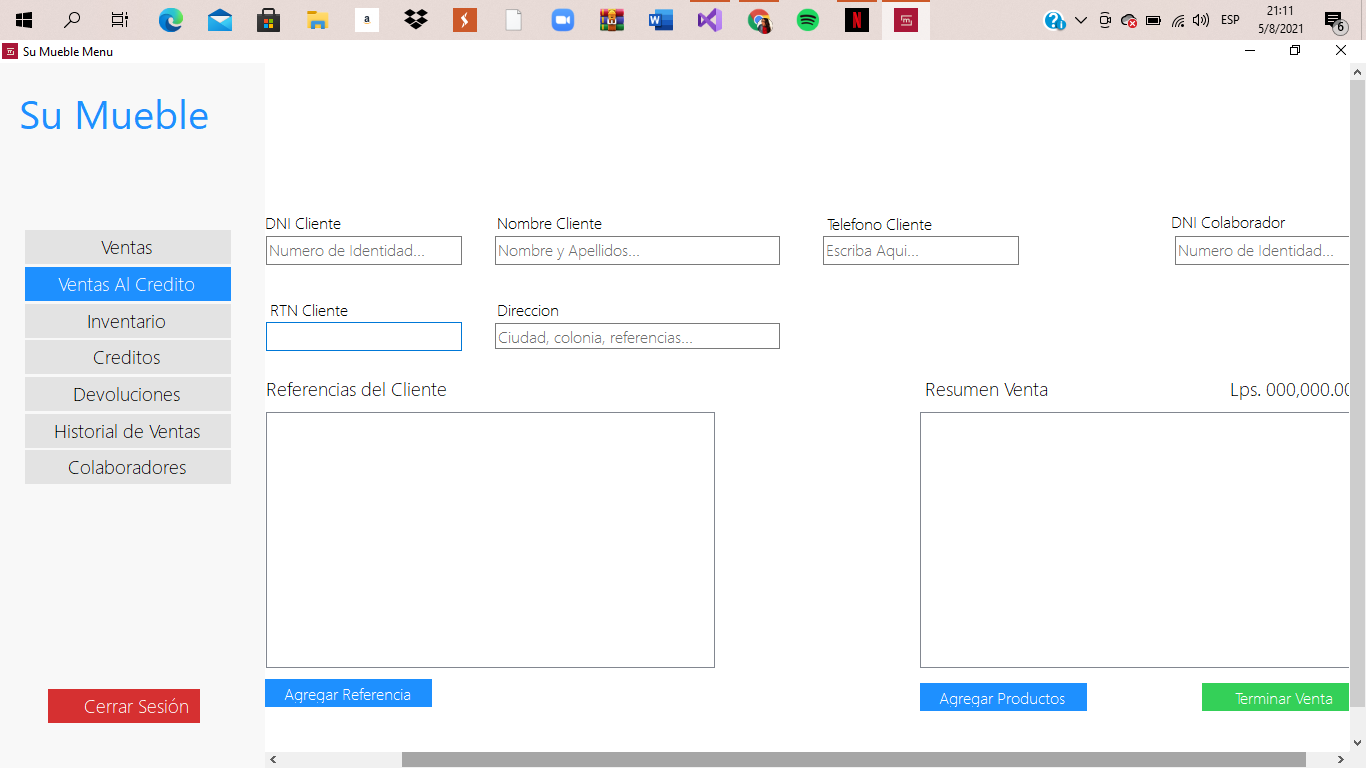 a
ESP
21:11
5/8/2021
6
Su Mueble Menu
Su Mueble
Ventas
Ventas Al Credito
Inventario
Creditos
Devoluciones
Historial de Ventas
Colaboradores
Cerrar Sesión
DNI Cliente
Numero de Identidad...
Nombre Cliente
Nombre y Apellidos...
Telefono Cliente
Escriba Aqui...
DNI Colaborador
Numero de Identidad...
RTN Cliente
Direccion
Ciudad, colonia, referencias...
Referencias del Cliente
Resumen Venta
Lps. 000,000.00
Agregar Referencia
Agregar Productos
Terminar Venta